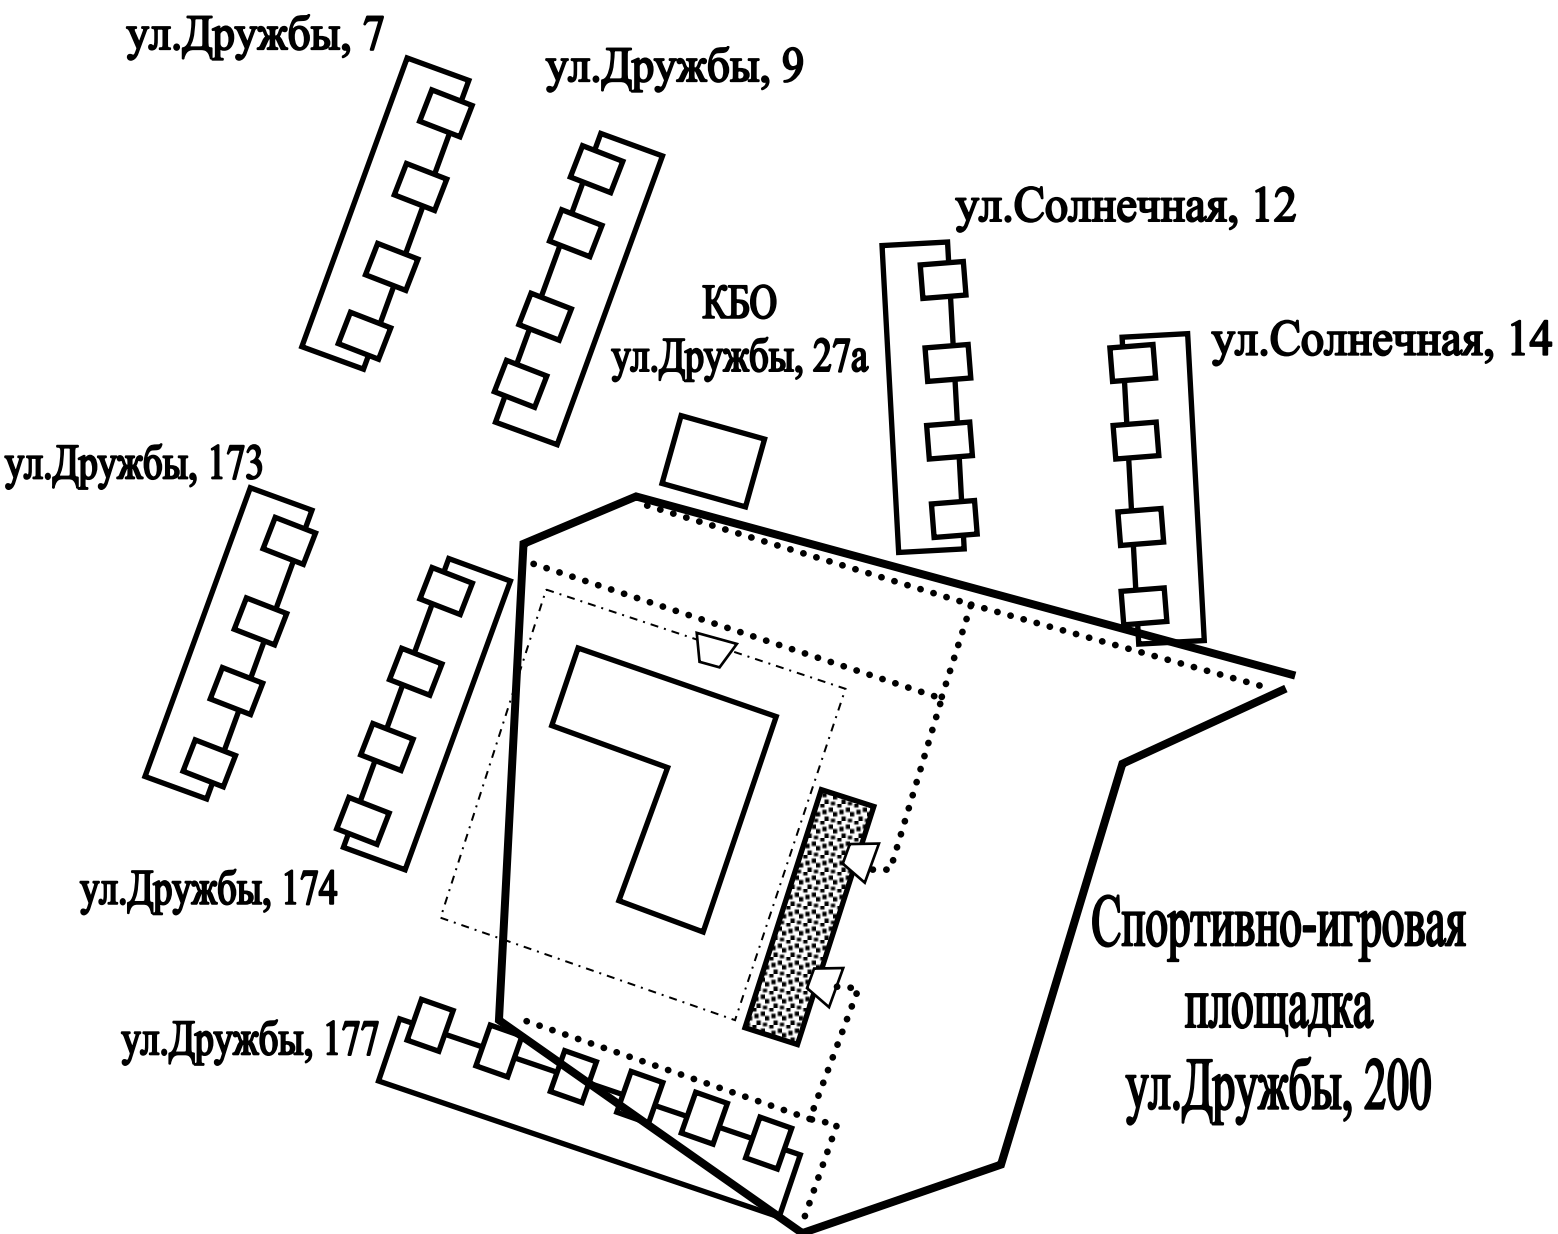 ул.Дружбы, 7
ул.Дружбы, 9
ул.Солнечная, 12
КБО
ул.Дружбы, 27а
ул.Солнечная, 14
ул.Дружбы, 173
ул.Дружбы, 174
Спортивно-игровая
площадка
ул.Дружбы, 200
ул.Дружбы, 177